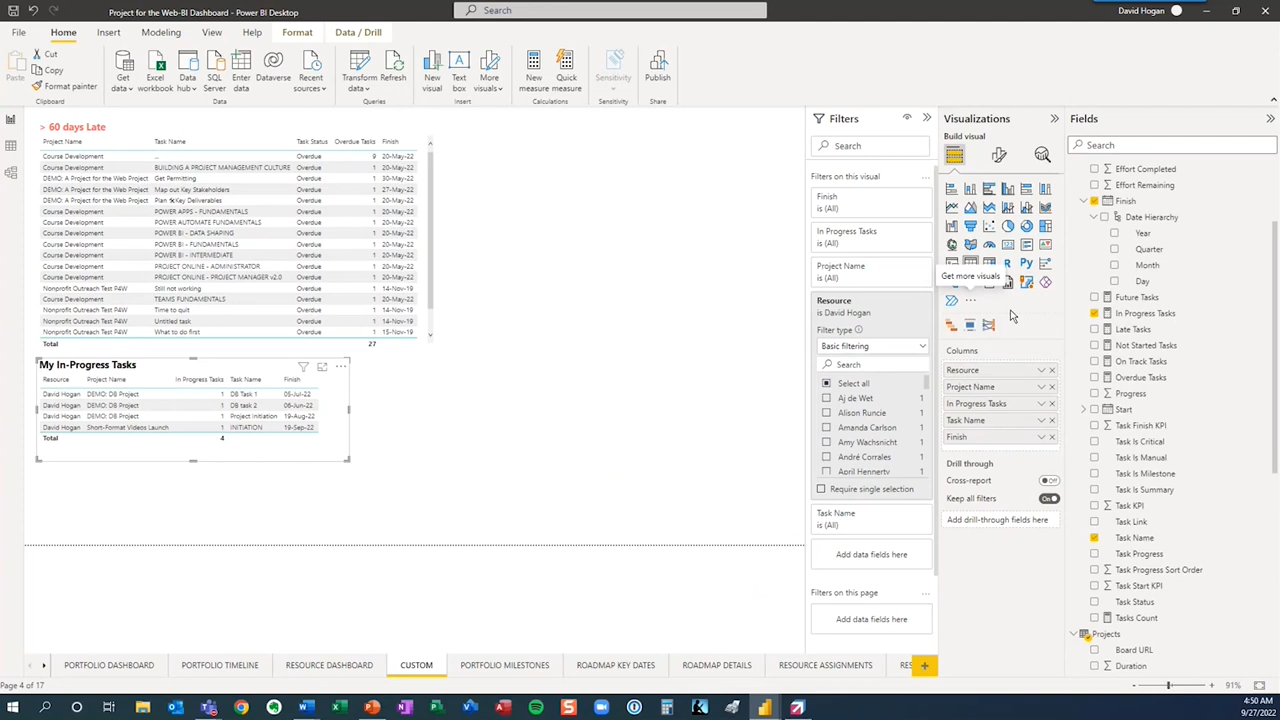 Project for the Web-BI Dashboard - Power BI Desktop
Search
David Hogan
File Home Insert Modeling View Help Format Data / Drill
Paste
Cut
Copy
Format painter
Clipboard
Get data
Excel workbook
Data hub
SQL Server
Enter data
Dataverse
Recent sources
Data
Transform data
Refresh
Queries
New visual
Text box
More visuals
Insert
New measure
Quick measure
Calculations
Sensitivity
Sensitivity
Publish
Share
> 60 days Late
Project Name Task Name Task Status Overdue Tasks Finish
Course Development ... Overdue 9 20-May-22
Course Development BUILDING A PROJECT MANAGEMENT CULTURE Overdue 1 20-May-22
DEMO: A Project for the Web Project Get Permitting Overdue 1 20-May-22
DEMO: A Project for the Web Project Map out Key Stakeholders Overdue 1 27-May-22
DEMO: A Project for the Web Project Plan 🛠Key Deliverables Overdue 1 20-May-22
Course Development POWER APPS - FUNDAMENTALS Overdue 1 20-May-22
Course Development POWER AUTOMATE FUNDAMENTALS Overdue 1 20-May-22
Course Development POWER BI - DATA SHAPING Overdue 1 20-May-22
Course Development POWER BI - FUNDAMENTALS Overdue 1 20-May-22
Course Development POWER BI - INTERMEDIATE Overdue 1 20-May-22
Course Development PROJECT ONLINE - ADMINISTRATOR Overdue 1 20-May-22
Course Development PROJECT ONLINE - PROJECT MANAGER v2.0 Overdue 1 20-May-22
Nonprofit Outreach Test P4W Still not working Overdue 1 14-Nov-19
Course Development TEAMS FUNDAMENTALS Overdue 1 20-May-22
Nonprofit Outreach Test P4W Time to quit Overdue 1 14-Nov-19
Nonprofit Outreach Test P4W Untitled task Overdue 1 14-Nov-19
Nonprofit Outreach Test P4W What to do first Overdue 1 15-Nov-19
Total 27
My In-Progress Tasks
Resource Project Name In Progress Tasks Task Name Finish
David Hogan DEMO: DB Project 1 DB Task 1 05-Jul-22
David Hogan DEMO: DB Project 1 DB task 2 06-Jun-22
David Hogan DEMO: DB Project 1 Project Initiation 19-Aug-22
David Hogan Short-Format Videos Launch 1 INITIATION 19-Sep-22
Total 4
Filters
Search
Filters on this visual ...
Finish
is (All)
In Progress Tasks
is (All)
Project Name
is (All)
Resource
is David Hogan
Filter type
Basic filtering
Search
Select all
Aj de Wet 1
Alison Runcie 1
Amanda Carlson 1
Amy Wachsnicht 1
André Corrales 1
April Hennerty 1
Require single selection
Task Name
is (All)
Add data fields here
Filters on this page ...
Add data fields here
Visualizations
Build visual
R Py
Get more visuals
...
Columns
Resource
Project Name
In Progress Tasks
Task Name
Finish
Drill through
Cross-report Off
Keep all filters On
Add drill-through fields here
Fields
Search
Effort Completed
Effort Remaining
Finish
Date Hierarchy
Year
Quarter
Month
Day
Future Tasks
In Progress Tasks
Late Tasks
Not Started Tasks
On Track Tasks
Overdue Tasks
Progress
Start
Task Finish KPI
Task Is Critical
Task Is Manual
Task Is Milestone
Task Is Summary
Task KPI
Task Link
Task Name
Task Progress
Task Progress Sort Order
Task Start KPI
Task Status
Tasks Count
Projects
Board URL
Duration
PORTFOLIO DASHBOARD PORTFOLIO TIMELINE RESOURCE DASHBOARD CUSTOM PORTFOLIO MILESTONES ROADMAP KEY DATES ROADMAP DETAILS RESOURCE ASSIGNMENTS
Page 4 of 17
91%
4:50 AM
9/27/2022